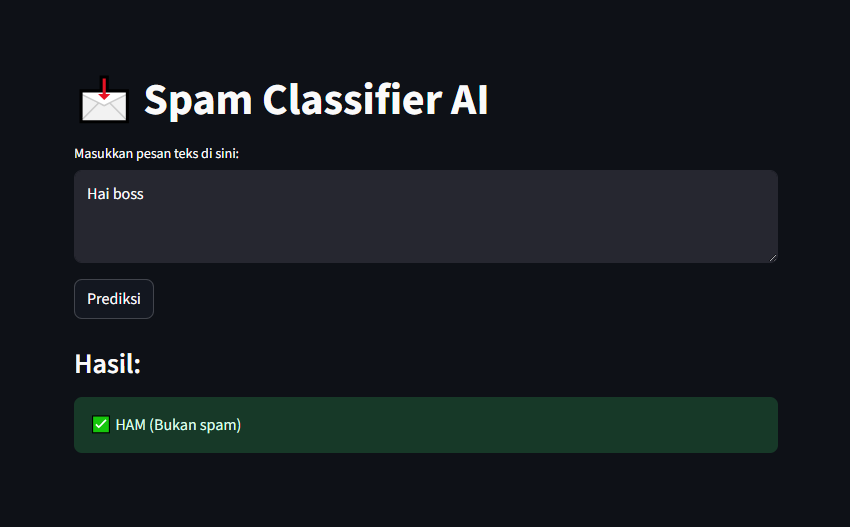 Spam Classifier AI
Masukkan pesan teks di sini:
Hai boss
Prediksi
Hasil:
HAM (Bukan spam)